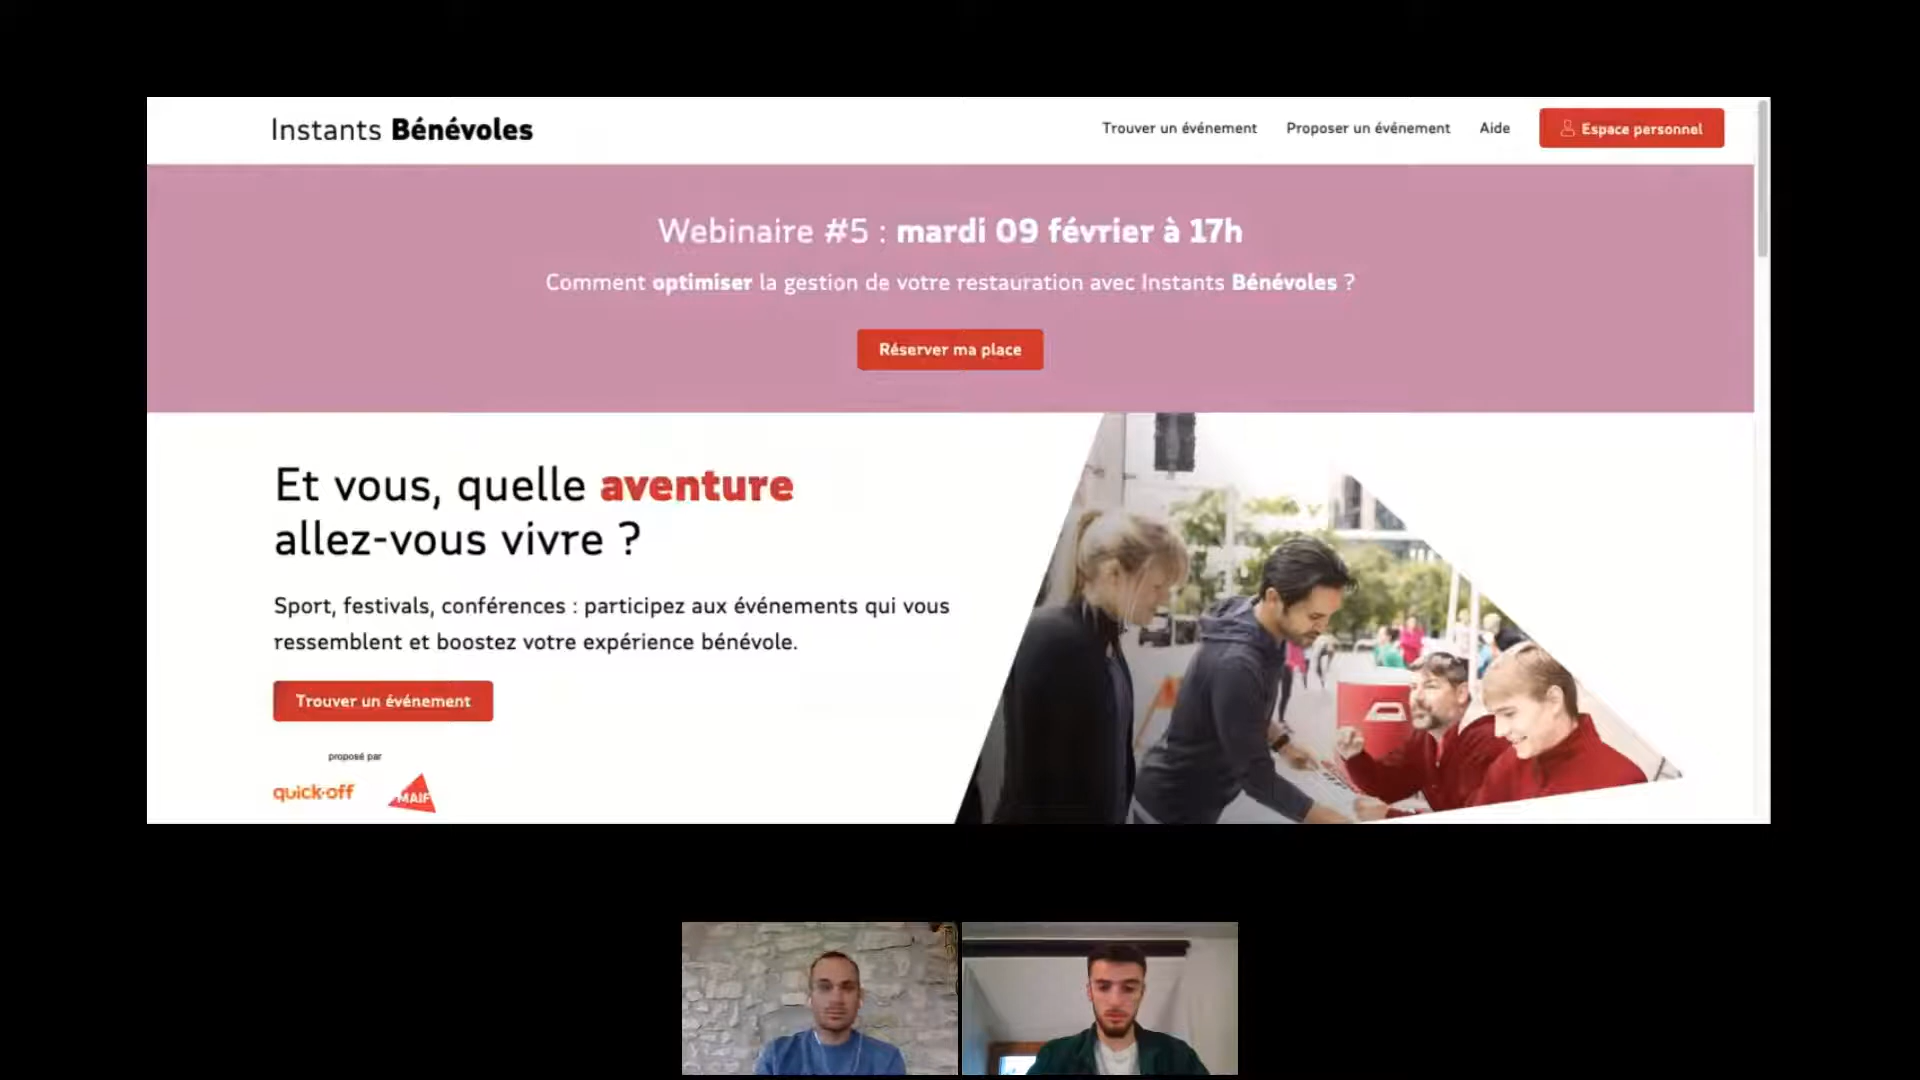 Instants Bénévoles
Trouver un événement
Proposer un événement
Aide
Espace personnel
Webinaire #5 : mardi 09 février à 17h
Comment optimiser la gestion de votre restauration avec Instants Bénévoles ?
Réserver ma place
Et vous, quelle aventure
allez-vous vivre ?
Sport, festivals, conférences : participez aux événements qui vous
ressemblent et boostez votre expérience bénévole.
Trouver un événement
proposé par
quick-off
MAIF